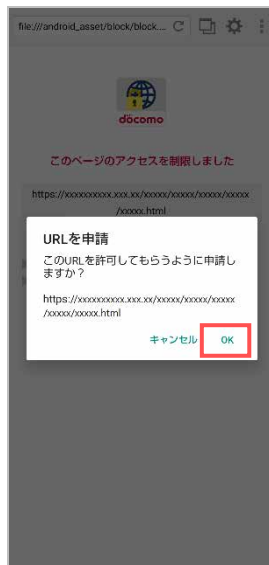 file:///android_asset/block/block...
döcomo
このページのアクセスを制限しました
https://xxxxxxxxxx.xxx.xx/xxxxx/xxxxx/xxxxx/xxxxx
/xxxxx.html
URLを申請
このURLを許可してもらうように申請し
ますか？
https://xxxxxxxxxx.xxx.xx/xxxxx/xxxxx/xxxxx
/xxxxx/xxxxx.html
キャンセル OK